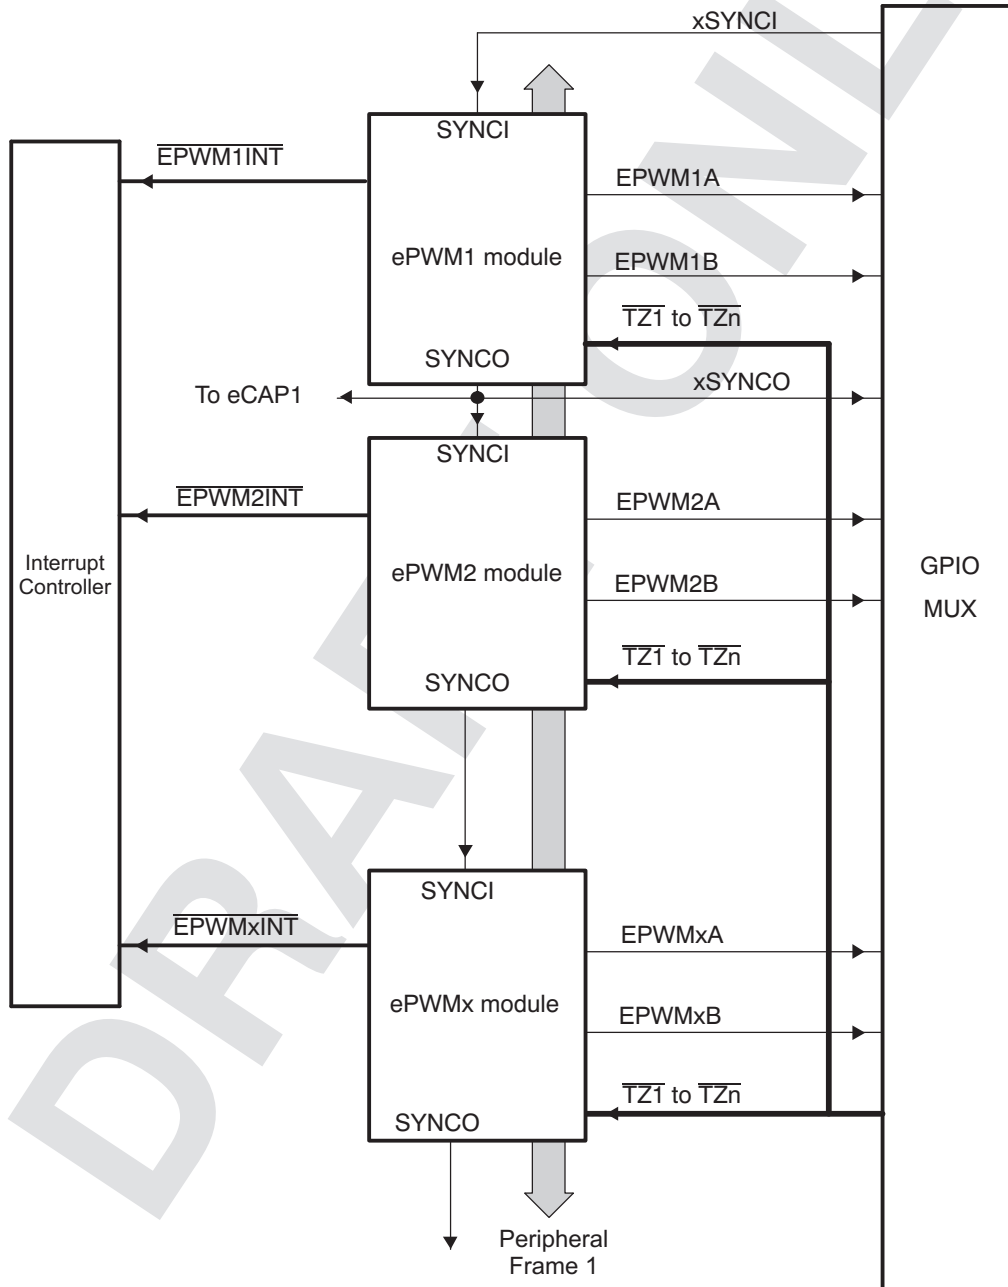 xSYNCI
SYNCI
EPWM1INT
EPWM1A
ePWM1 module
EPWM1B
TZ1 to TZn
SYNCO
To eCAP1
xSYNCO
SYNCI
EPWM2INT
EPWM2A
Interrupt
Controller
ePWM2 module
GPIO
MUX
EPWM2B
TZ1 to TZn
SYNCO
SYNCI
EPWMxINT
EPWMxA
ePWMx module
EPWMxB
TZ1 to TZn
SYNCO
Peripheral
Frame 1